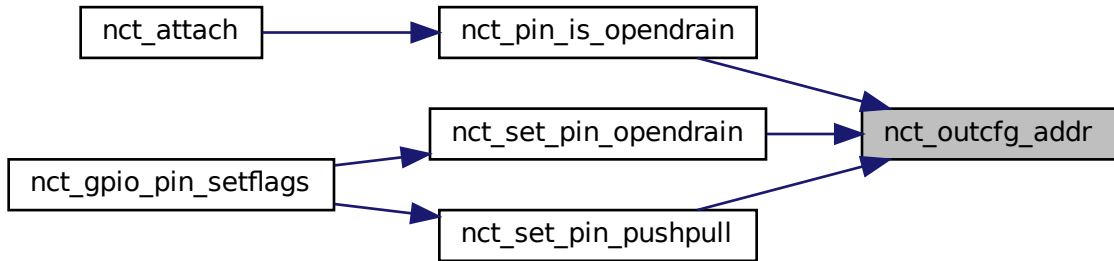 nct_attach
nct_pin_is_opendrain
nct_set_pin_opendrain
nct_outcfg_addr
nct_gpio_pin_setflags
nct_set_pin_pushpull